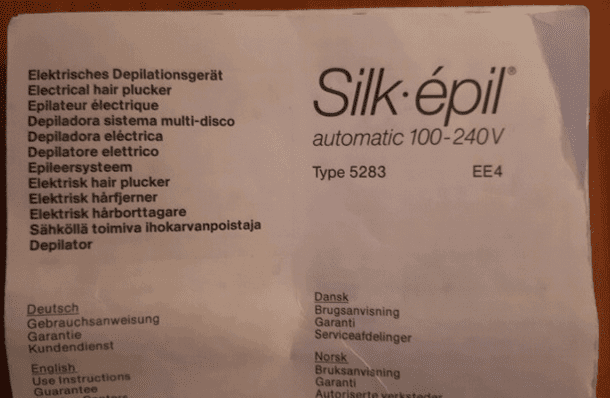 Elektrisches Depilationsgerät
Electrical hair plucker
Epilateur électrique
Depiladora sistema multi-disco
Depiladora eléctrica
Depilatore elettrico
Epileersysteem
Elektrisk hair plucker
Elektrisk hårfjerner
Elektrisk hårborttagare
Sähköllä toimiva ihokarvanpoistaja
Depilator
Silk·épil®
automatic 100-240V
Type 5283 EE4
Deutsch
Gebrauchsanweisung
Garantie
Kundendienst
English
Use Instructions
Guarantee
Dansk
Brugsanvisning
Garanti
Serviceafdelinger
Norsk
Bruksanvisning
Garanti
Autoriserte verksteder